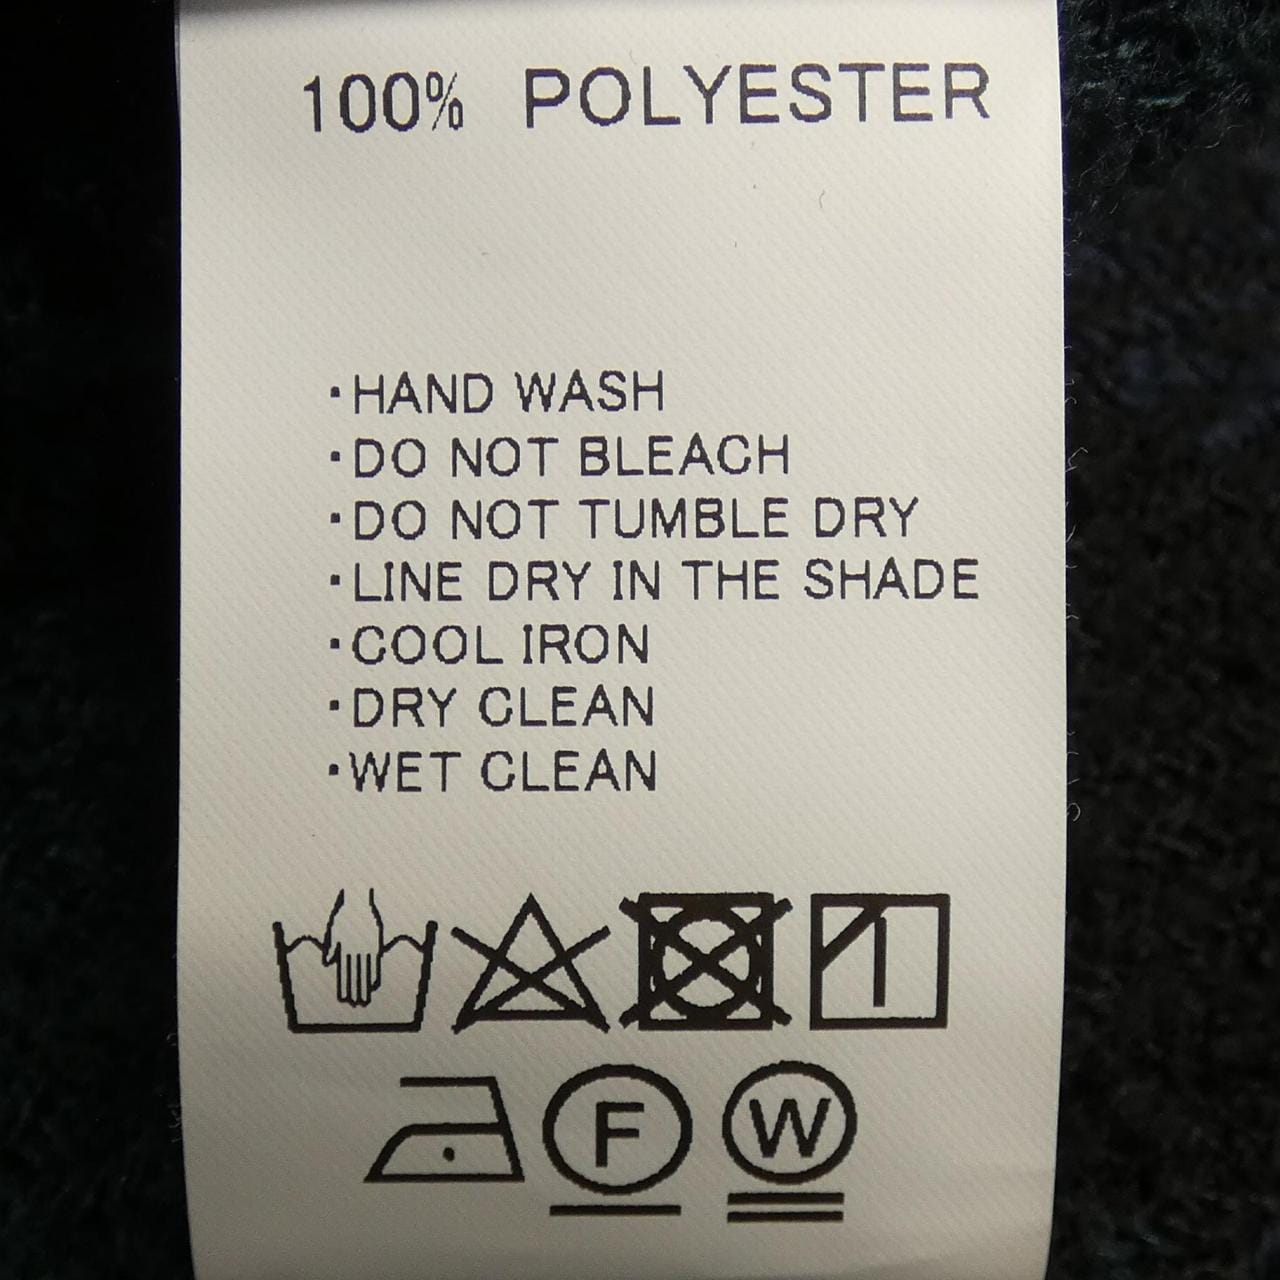 100% POLYESTER
·HAND WASH
·DO NOT BLEACH
·DO NOT TUMBLE DRY
·LINE DRY IN THE SHADE
·COOL IRON
·DRY CLEAN
·WET CLEAN
F W